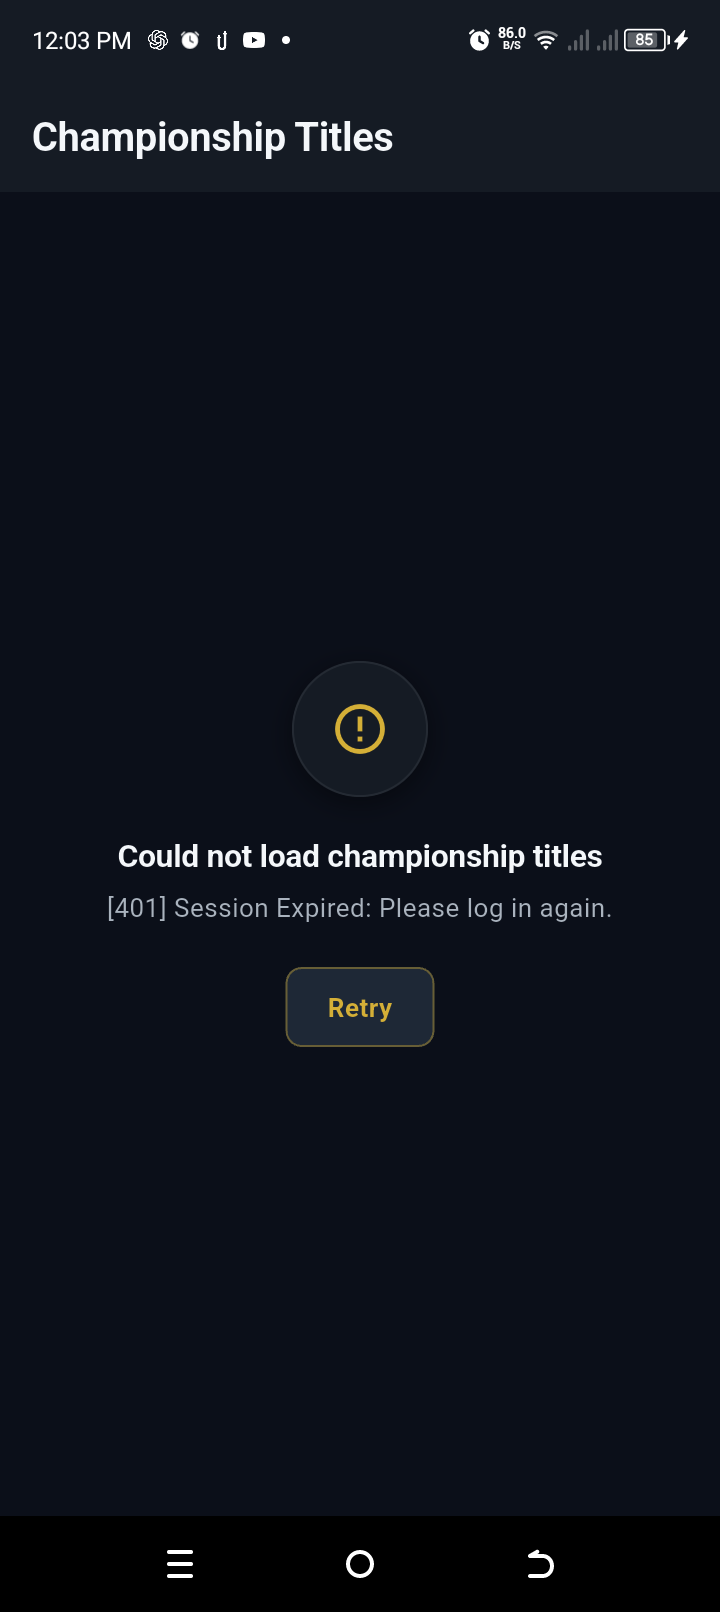 12:03 PM
86.0
B/S
85
Championship Titles
Could not load championship titles
[401] Session Expired: Please log in again.
Retry